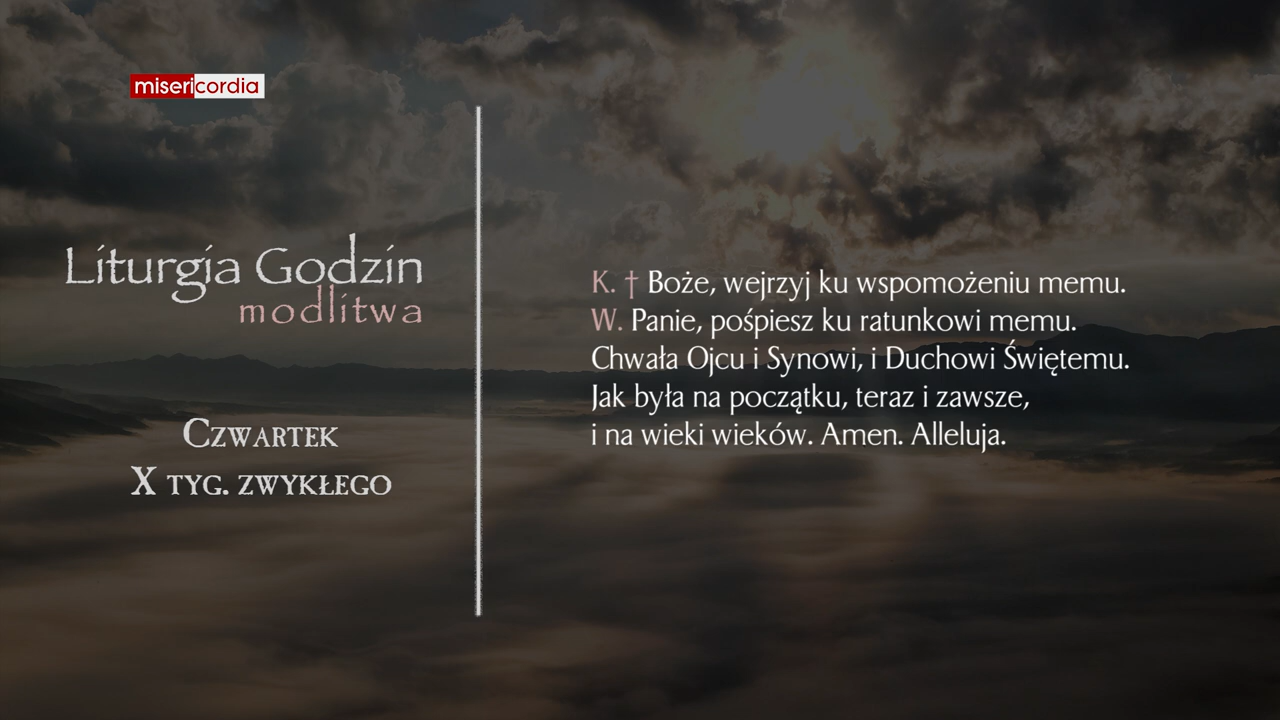 misericordia
Liturgia Godzin
modlitwa
Czwartek
X tyg. zwykłego
K. † Boże, wejrzyj ku wspomożeniu memu.
W. Panie, pośpiesz ku ratunkowi memu.
Chwała Ojcu i Synowi, i Duchowi Świętemu.
Jak była na początku, teraz i zawsze,
i na wieki wieków. Amen. Alleluja.